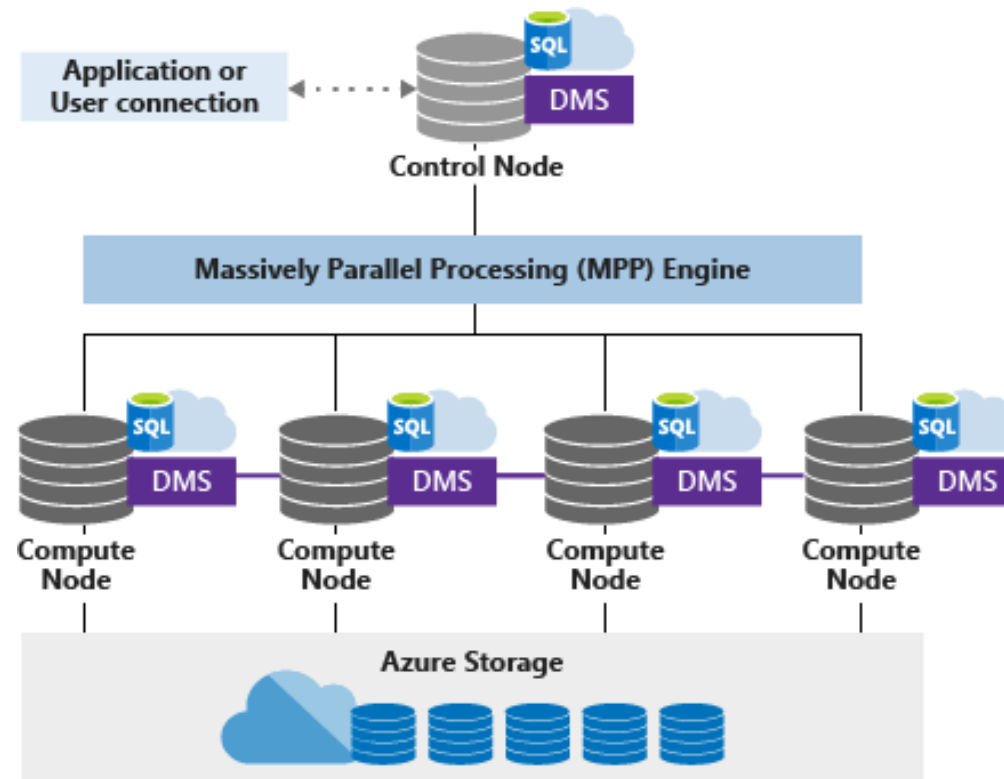 SQL
Application or
User connection
DMS
Control Node
Massively Parallel Processing (MPP) Engine
SQL
SQL
SQL
SQL
DMS
DMS
DMS
DMS
Compute
Node
Compute
Node
Compute
Node
Compute
Node
Azure Storage